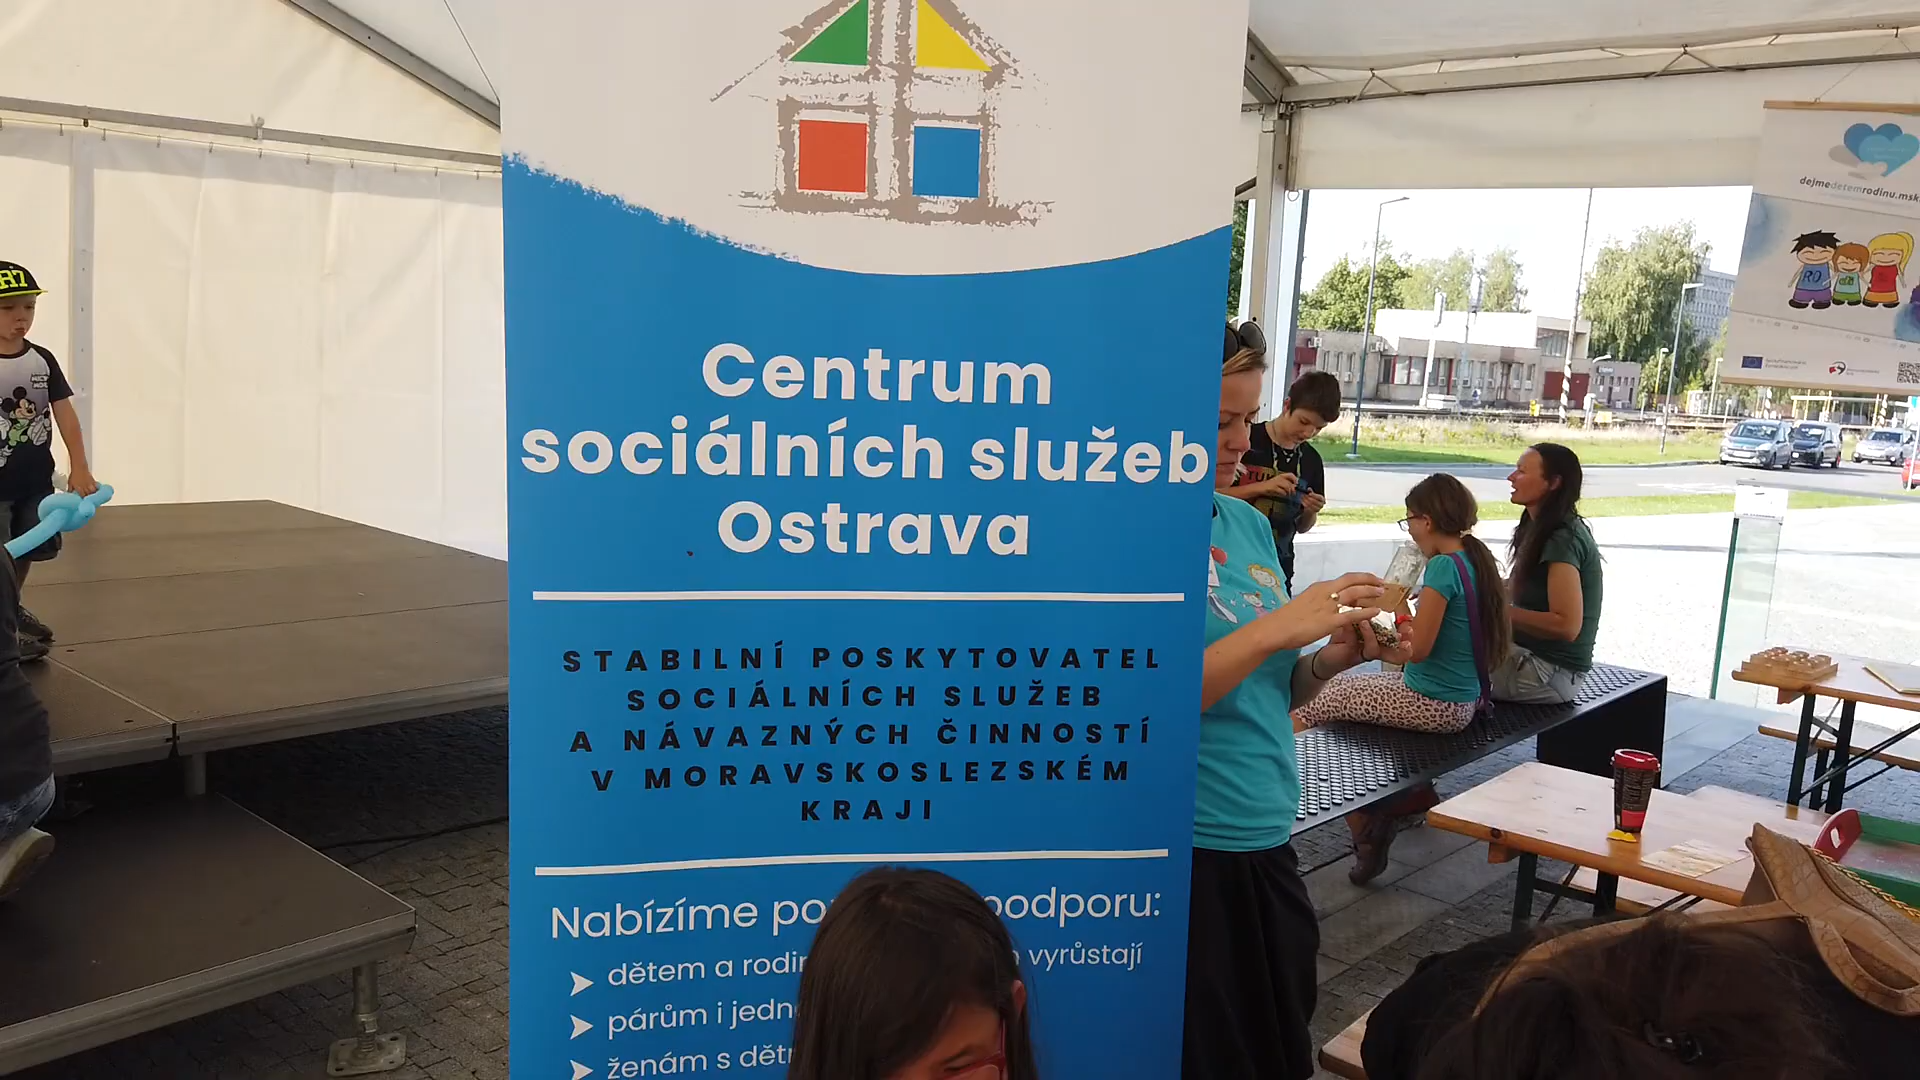 Centrum
sociálních služeb
Ostrava
STABILNÍ POSKYTOVATEL
SOCIÁLNÍCH SLUŽEB
A NÁVAZNÝCH ČINNOSTÍ
V MORAVSKOSLEZSKÉM
KRAJI
Nabízíme podporu:
dětem a vyrůstají
párům i
ženám s
dejmedetemrodinu.msk